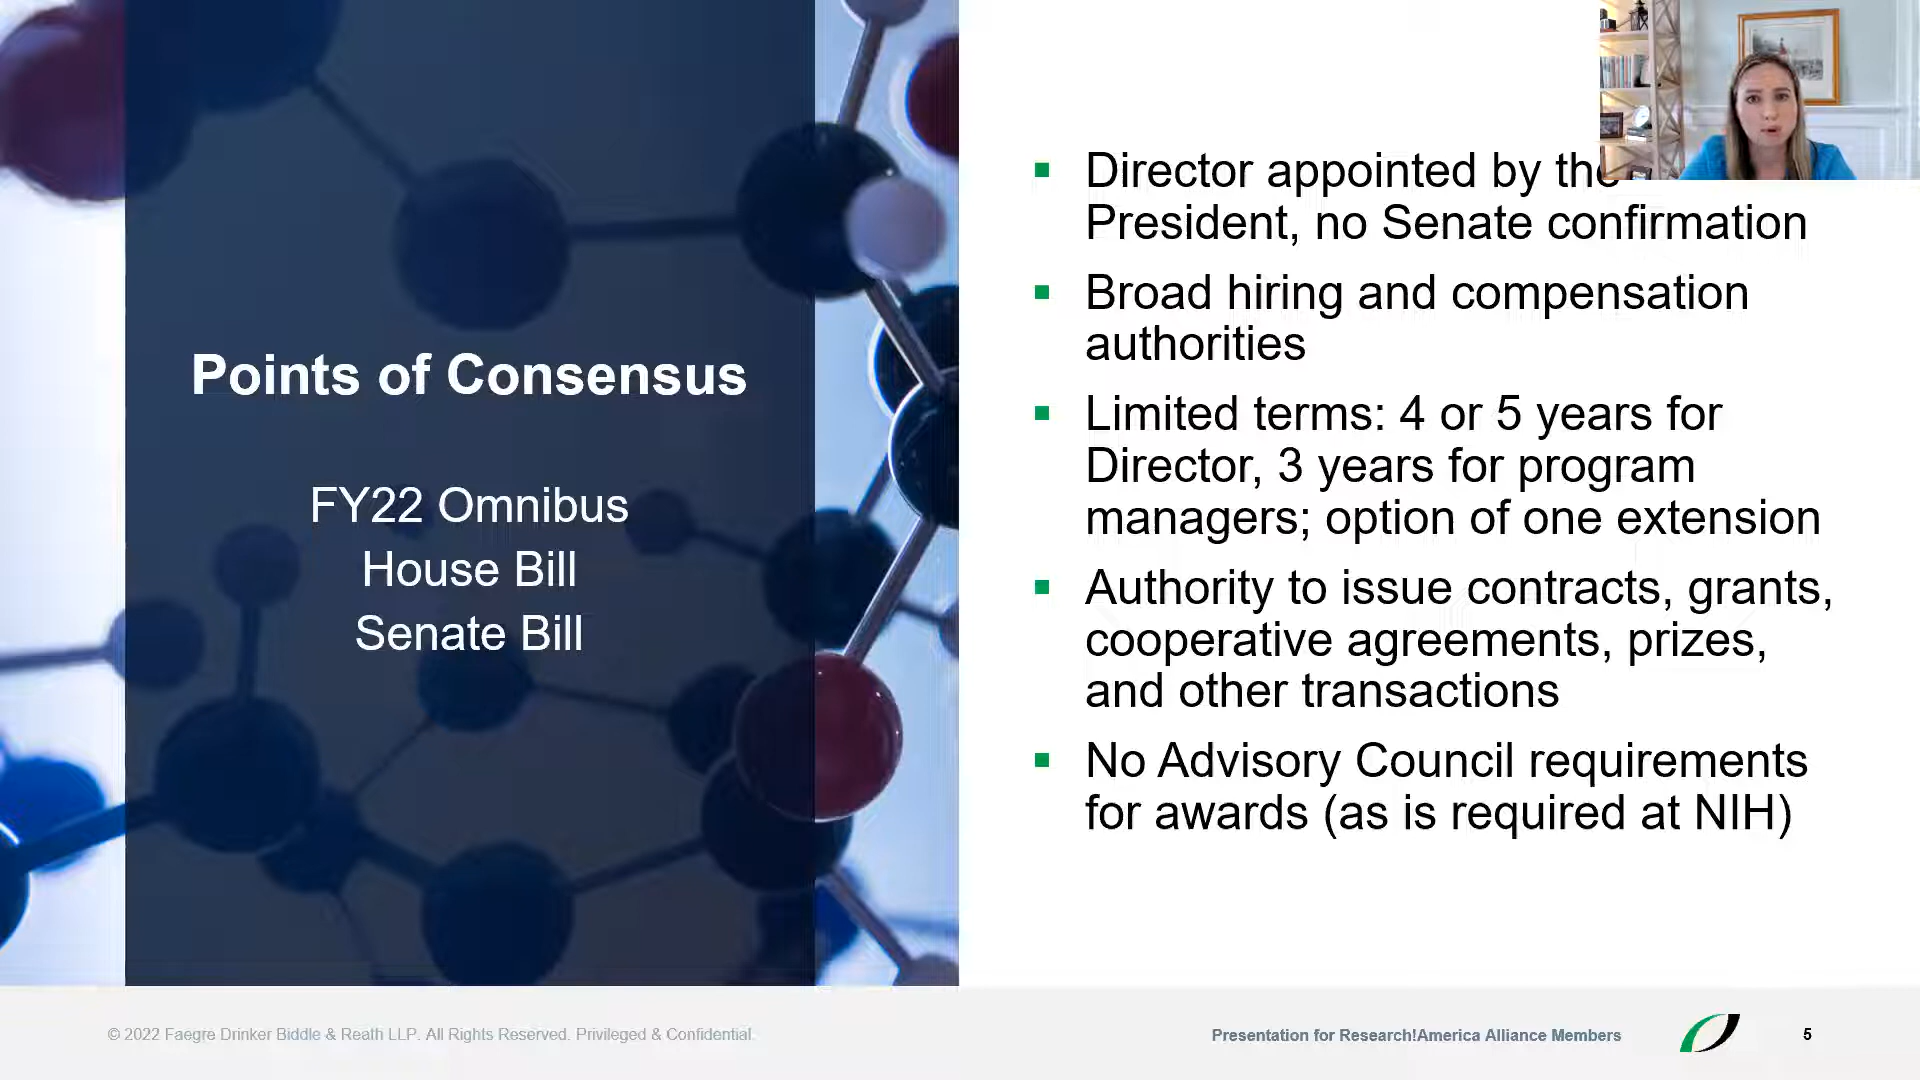 Points of Consensus
FY22 Omnibus
House Bill
Senate Bill
▪ Director appointed by the
President, no Senate confirmation
▪ Broad hiring and compensation
authorities
▪ Limited terms: 4 or 5 years for
Director, 3 years for program
managers; option of one extension
▪ Authority to issue contracts, grants,
cooperative agreements, prizes,
and other transactions
▪ No Advisory Council requirements
for awards (as is required at NIH)
© 2022 Faegre Drinker Biddle & Reath LLP. All Rights Reserved. Privileged & Confidential.
Presentation for Research!America Alliance Members
5